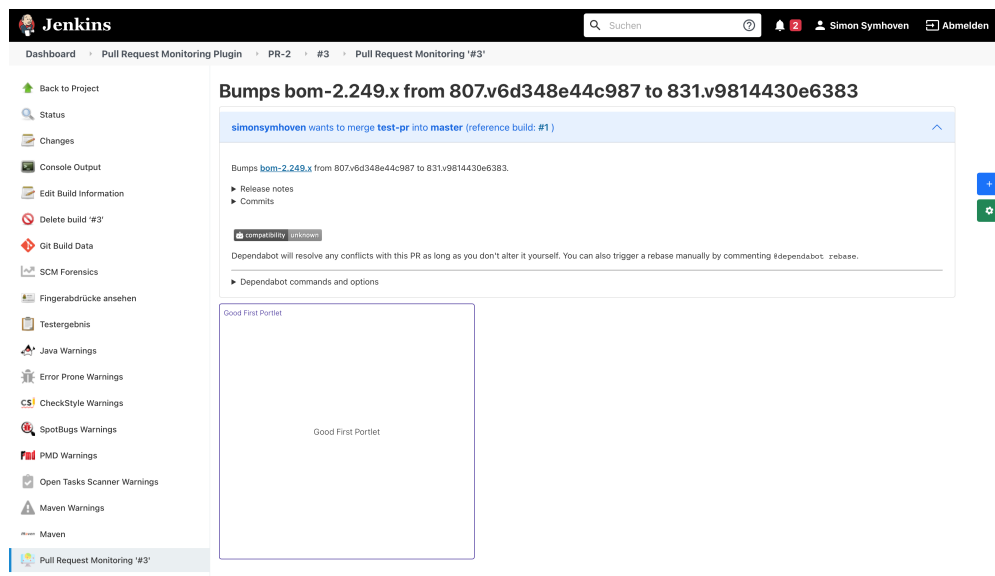 Jenkins
Suchen
2
Simon Symhoven
Abmelden
Dashboard
Pull Request Monitoring Plugin
PR-2
#3
Pull Request Monitoring '#3'
Back to Project
Status
Changes
Console Output
Edit Build Information
Delete build '#3'
Git Build Data
SCM Forensics
Fingerabdrücke ansehen
Testergebnis
Java Warnings
Error Prone Warnings
CheckStyle Warnings
SpotBugs Warnings
PMD Warnings
Open Tasks Scanner Warnings
Maven Warnings
Maven
Pull Request Monitoring '#3'
Bumps bom-2.249.x from 807.v6d348e44c987 to 831.v9814430e6383
simonsymhoven wants to merge test-pr into master (reference build: #1 )
Bumps bom-2.249.x from 807.v6d348e44c987 to 831.v9814430e6383.
Release notes
Commits
compatibility unknown
Dependabot will resolve any conflicts with this PR as long as you don't alter it yourself. You can also trigger a rebase manually by commenting @dependabot rebase.
Dependabot commands and options
Good First Portlet
Good First Portlet